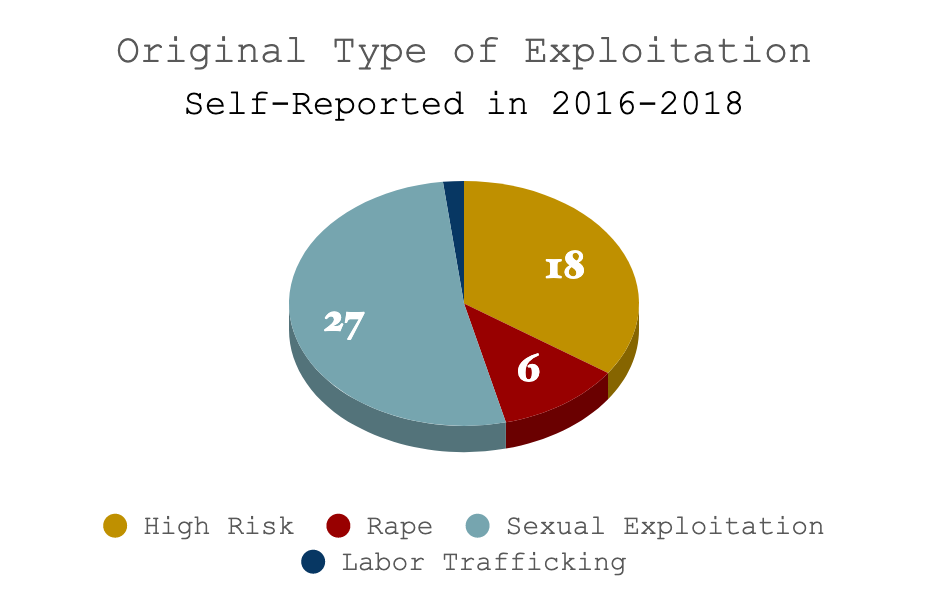 Original Type of Exploitation
Self-Reported in 2016-2018
18
27
6
High Risk
Rape
Sexual Exploitation
Labor Trafficking